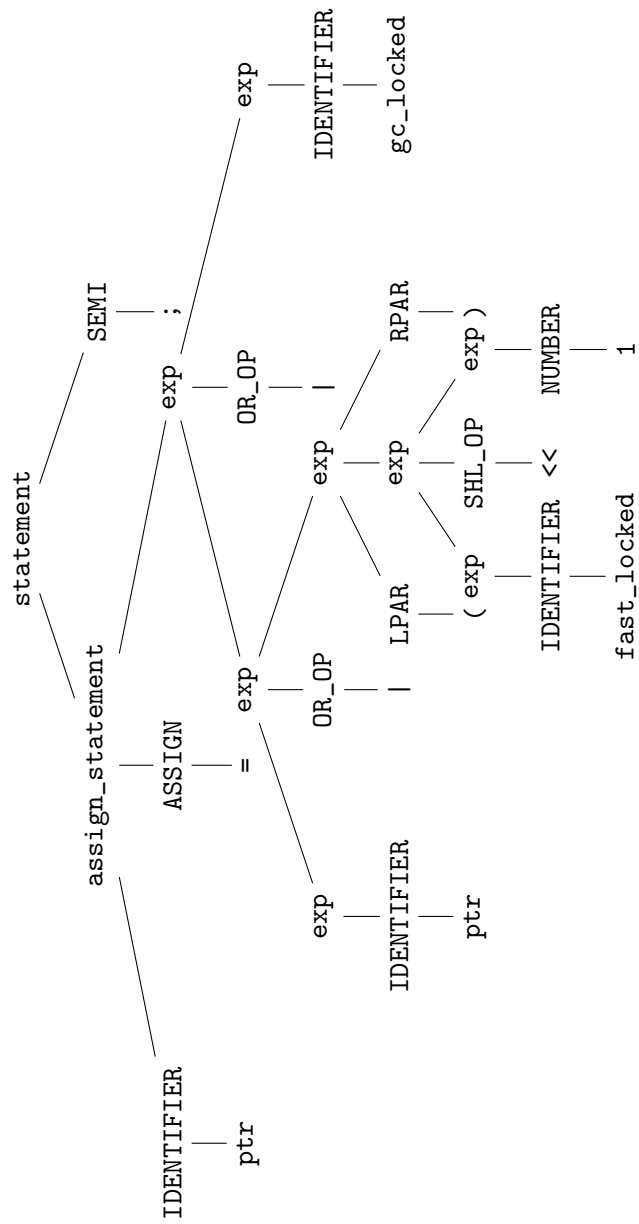 statement
assign_statement SEMI
IDENTIFIER ASSIGN exp ;
ptr = exp OR_OP exp
exp OR_OP exp | IDENTIFIER
IDENTIFIER | LPAR exp RPAR gc_locked
ptr ( exp SHL_OP exp )
IDENTIFIER << NUMBER
fast_locked 1